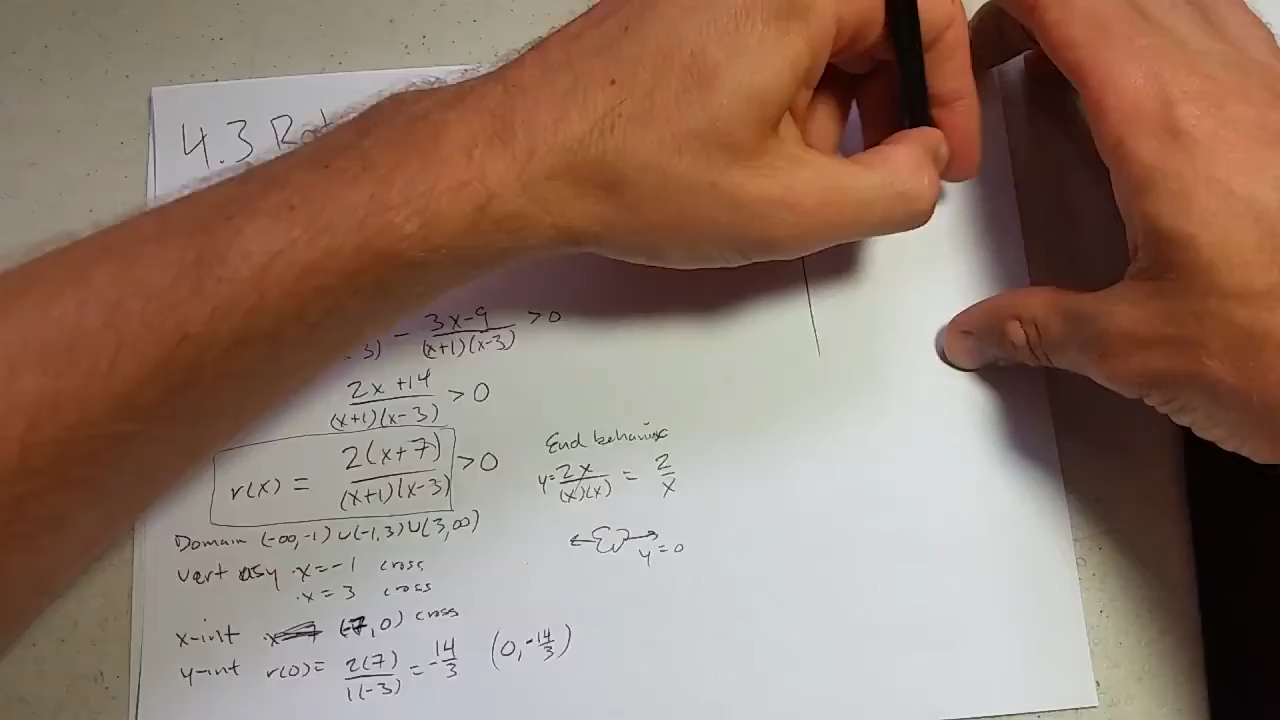 4.3
3) - (3x-9)/((x+1)(x-3)) > 0
(2x+14)/((x+1)(x-3)) > 0
r(x) = 2(x+7)/((x+1)(x-3)) > 0
Domain (-∞,-1)∪(-1,3)∪(3,∞)
Vert asy x=-1 cross
x=3 cross
x-int (-7,0) cross
y-int r(0)= 2(7)/(1(-3)) = -14/3 (0,-14/3)
End behavior
y= 2x/((x)(x)) = 2/x
y=0